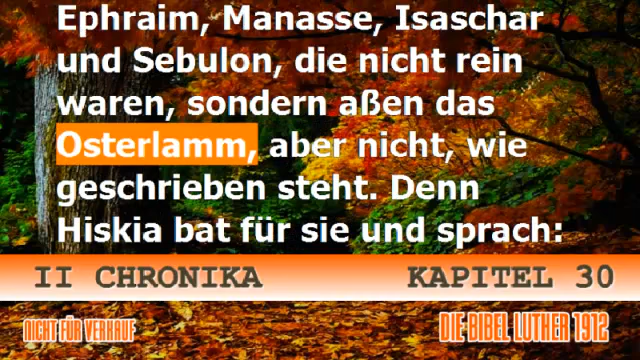 Ephraim, Manasse, Isaschar
und Sebulon, die nicht rein
waren, sondern aßen das
Osterlamm, aber nicht, wie
geschrieben steht. Denn
Hiskia bat für sie und sprach:
II CHRONIKA KAPITEL 30
NICHT FÜR VERKAUF DIE BIBEL LUTHER 1912